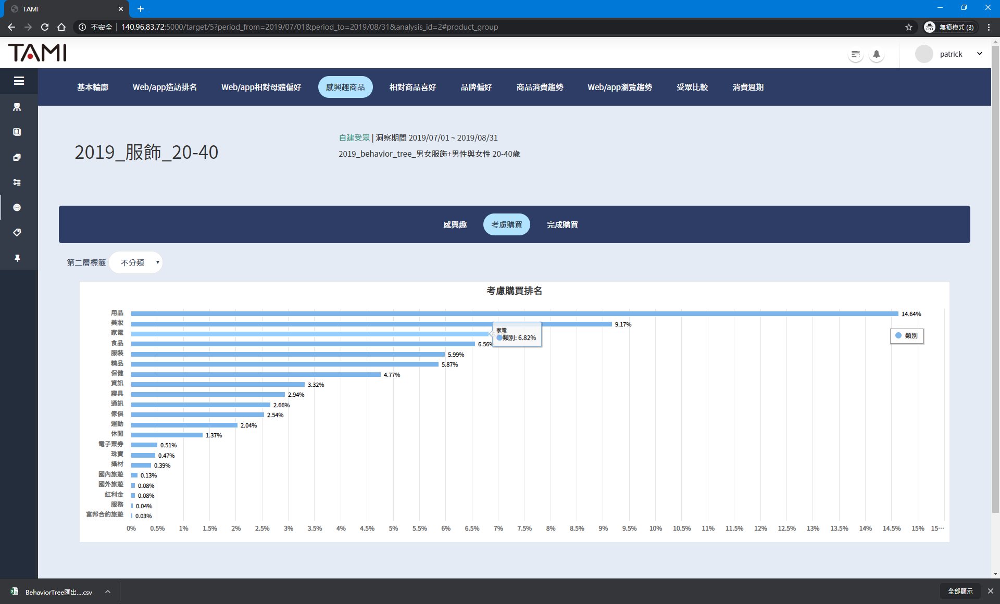 TAMI
不安全
140.96.83.72:5000/target/5?period_from=2019/07/01&period_to=2019/08/31&analysis_id=2#product_group
無痕模式 (3)
TAMI
patrick
基本輪廓 Web/app造訪排名 Web/app相對母體偏好 感興趣商品 相對商品喜好 品牌偏好 商品消費趨勢 Web/app瀏覽趨勢 受眾比較 消費週期
自建受眾 | 洞察期間 2019/07/01 ~ 2019/08/31
2019_服飾_20-40
2019_behavior_tree_男女服飾+男性與女性 20-40歲
感興趣 考慮購買 完成購買
第二層標籤 不分類
考慮購買排名
用品 14.64%
美妝 9.17%
家電
家電
類別: 6.82%
類別
食品 6.56%
服裝 5.99%
精品 5.87%
保健 4.77%
資訊 3.32%
寢具 2.94%
通訊 2.66%
傢俱 2.54%
運動 2.04%
休閒 1.37%
電子票券 0.51%
珠寶 0.47%
攝材 0.39%
國內旅遊 0.13%
國外旅遊 0.08%
紅利金 0.08%
服務 0.04%
富邦合約旅遊 0.03%
0% 0.5% 1% 1.5% 2% 2.5% 3% 3.5% 4% 4.5% 5% 5.5% 6% 6.5% 7% 7.5% 8% 8.5% 9% 9.5% 10% 10.5% 11% 11.5% 12% 12.5% 13% 13.5% 14% 14.5% 15% 15…
BehaviorTree匯出....csv
全部顯示